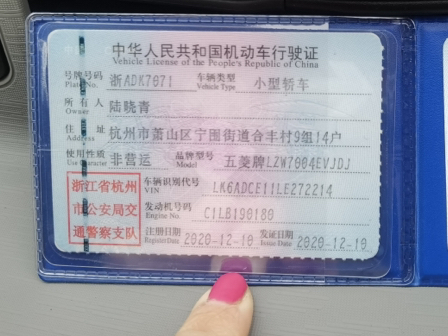 中华人民共和国机动车行驶证
Vehicle License of the People's Republic of China
号牌号码 浙ADK7071 车辆类型 小型轿车
Plate No. Vehicle Type
所有人 陆晓青
Owner
住址 杭州市萧山区宁围街道合丰村9组14户
Address
使用性质 非营运 品牌型号 五菱牌LZW7004EVJDJ
Use Character Model
浙江省杭州
市公安局交
通警察支队
车辆识别代号 LK6ADCE11LE272214
VIN
发动机号码 C1LB190180
Engine No.
注册日期 2020-12-10 发证日期 2020-12-10
Register Date Issue Date